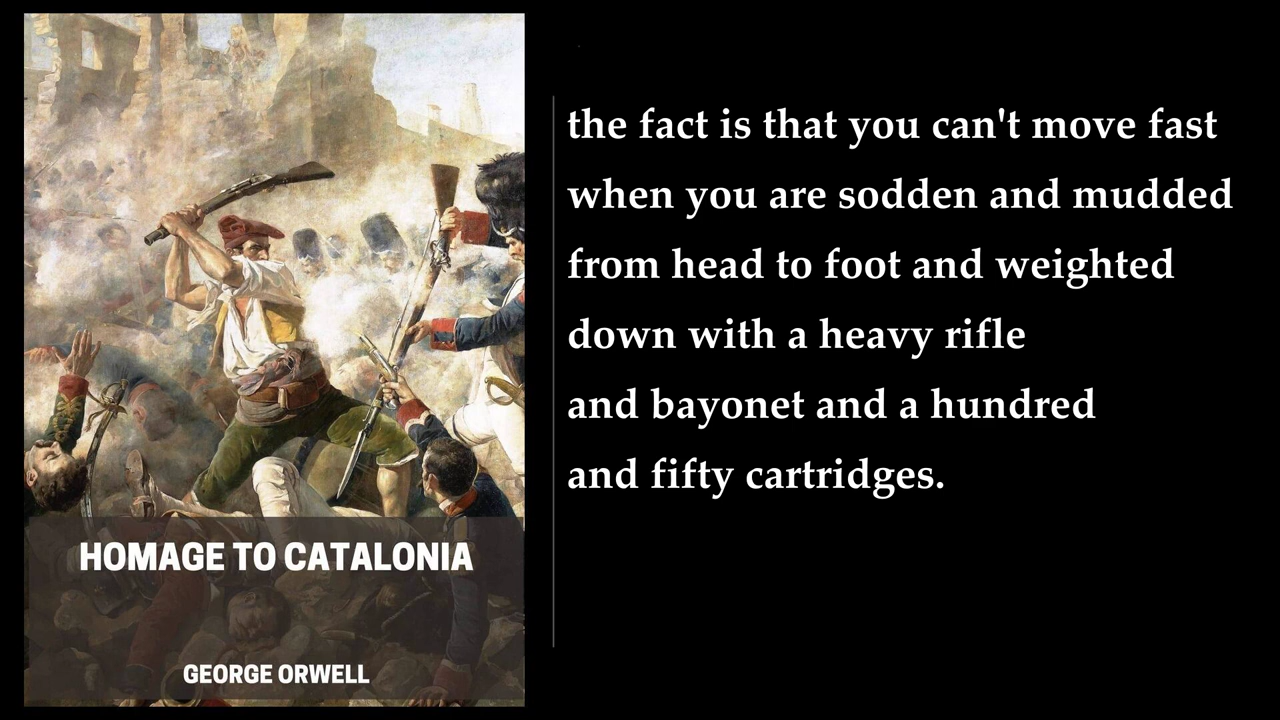 HOMAGE TO CATALONIA
GEORGE ORWELL
the fact is that you can't move fast
when you are sodden and mudded
from head to foot and weighted
down with a heavy rifle
and bayonet and a hundred
and fifty cartridges.